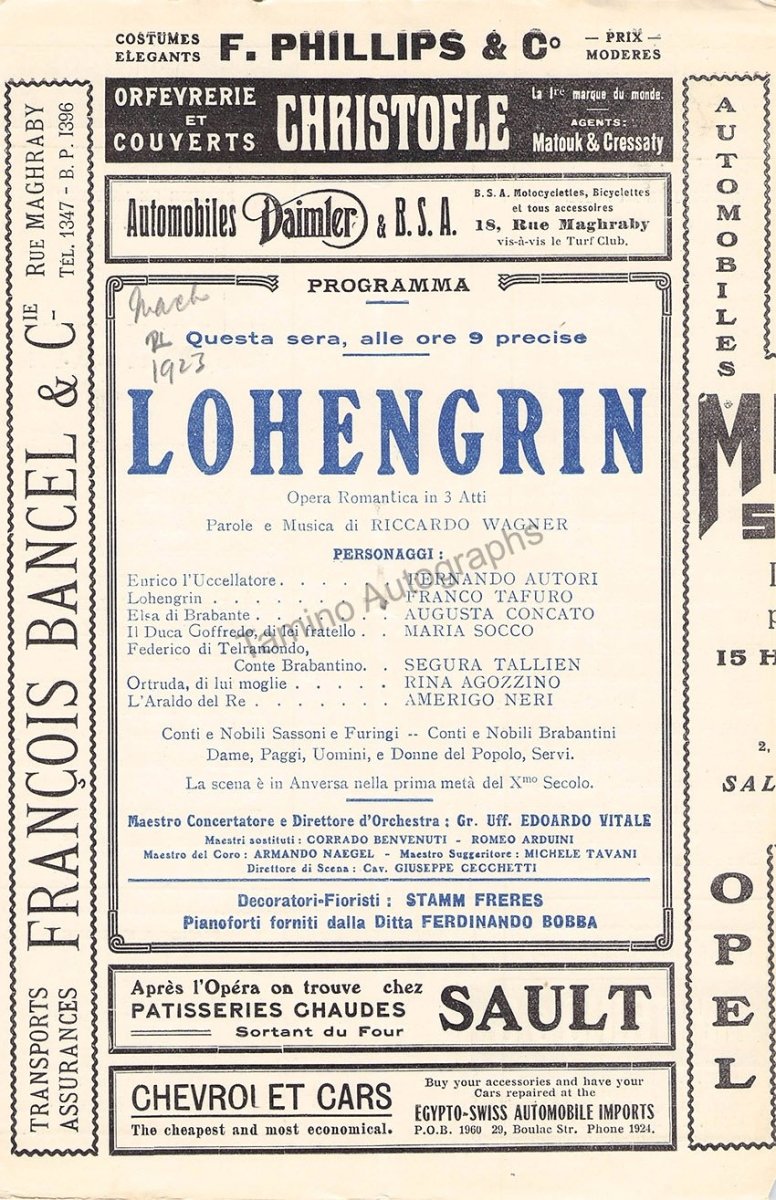 COSTUMES
ELEGANTS
F. PHILLIPS & Cº
— PRIX —
MODERES
ORFEVRERIE
ET
COUVERTS
CHRISTOFLE
La 1re marque du monde.
AGENTS:
Matouk & Cressaty
Automobiles Daimler & B.S.A.
B.S.A. Motocyclettes, Bicyclettes
et tous accessoires
18, Rue Maghraby
vis-à-vis le Turf Club.
TRANSPORTS
ASSURANCES
FRANÇOIS BANCEL & CIE
RUE MAGHRABY
TEL. 1347 - B. P. 1396
PROGRAMMA
1923
Questa sera, alle ore 9 precise
LOHENGRIN
Opera Romantica in 3 Atti
Parole e Musica di RICCARDO WAGNER
PERSONAGGI :
Enrico l'Uccellatore . . . . . . FERNANDO AUTORI
Lohengrin . . . . . . . . . FRANCO TAFURO
Elsa di Brabante . . . . . . . AUGUSTA CONCATO
Il Duca Goffredo, di lei fratello . . MARIA SOCCO
Federico di Telramondo,
Conte Brabantino. . SEGURA TALLIEN
Ortruda, di lui moglie . . . . . RINA AGOZZINO
L'Araldo del Re . . . . . . . AMERIGO NERI
Conti e Nobili Sassoni e Furingi -- Conti e Nobili Brabantini
Dame, Paggi, Uomini, e Donne del Popolo, Servi.
La scena è in Anversa nella prima metà del Xmo Secolo.
Maestro Concertatore e Direttore d'Orchestra : Gr. Uff. EDOARDO VITALE
Maestri sostituti : CORRADO BENVENUTI - ROMEO ARDUINI
Maestro del Coro : ARMANDO NAEGEL - Maestro Suggeritore : MICHELE TAVANI
Direttore di Scena : Cav. GIUSEPPE CECCHETTI
Decoratori-Fioristi : STAMM FRERES
Pianoforti forniti dalla Ditta FERDINANDO BOBBA
Tamino Autographs
Après l'Opéra on trouve chez
PATISSERIES CHAUDES
Sortant du Four
SAULT
CHEVROLET CARS
The cheapest and most economical.
Buy your accessories and have your
Cars repaired at the
EGYPTO-SWISS AUTOMOBILE IMPORTS
P.O.B. 1960 29, Boulac Str. Phone 1924.
AUTOMOBILES
15 H
2,
SAL
OPEL